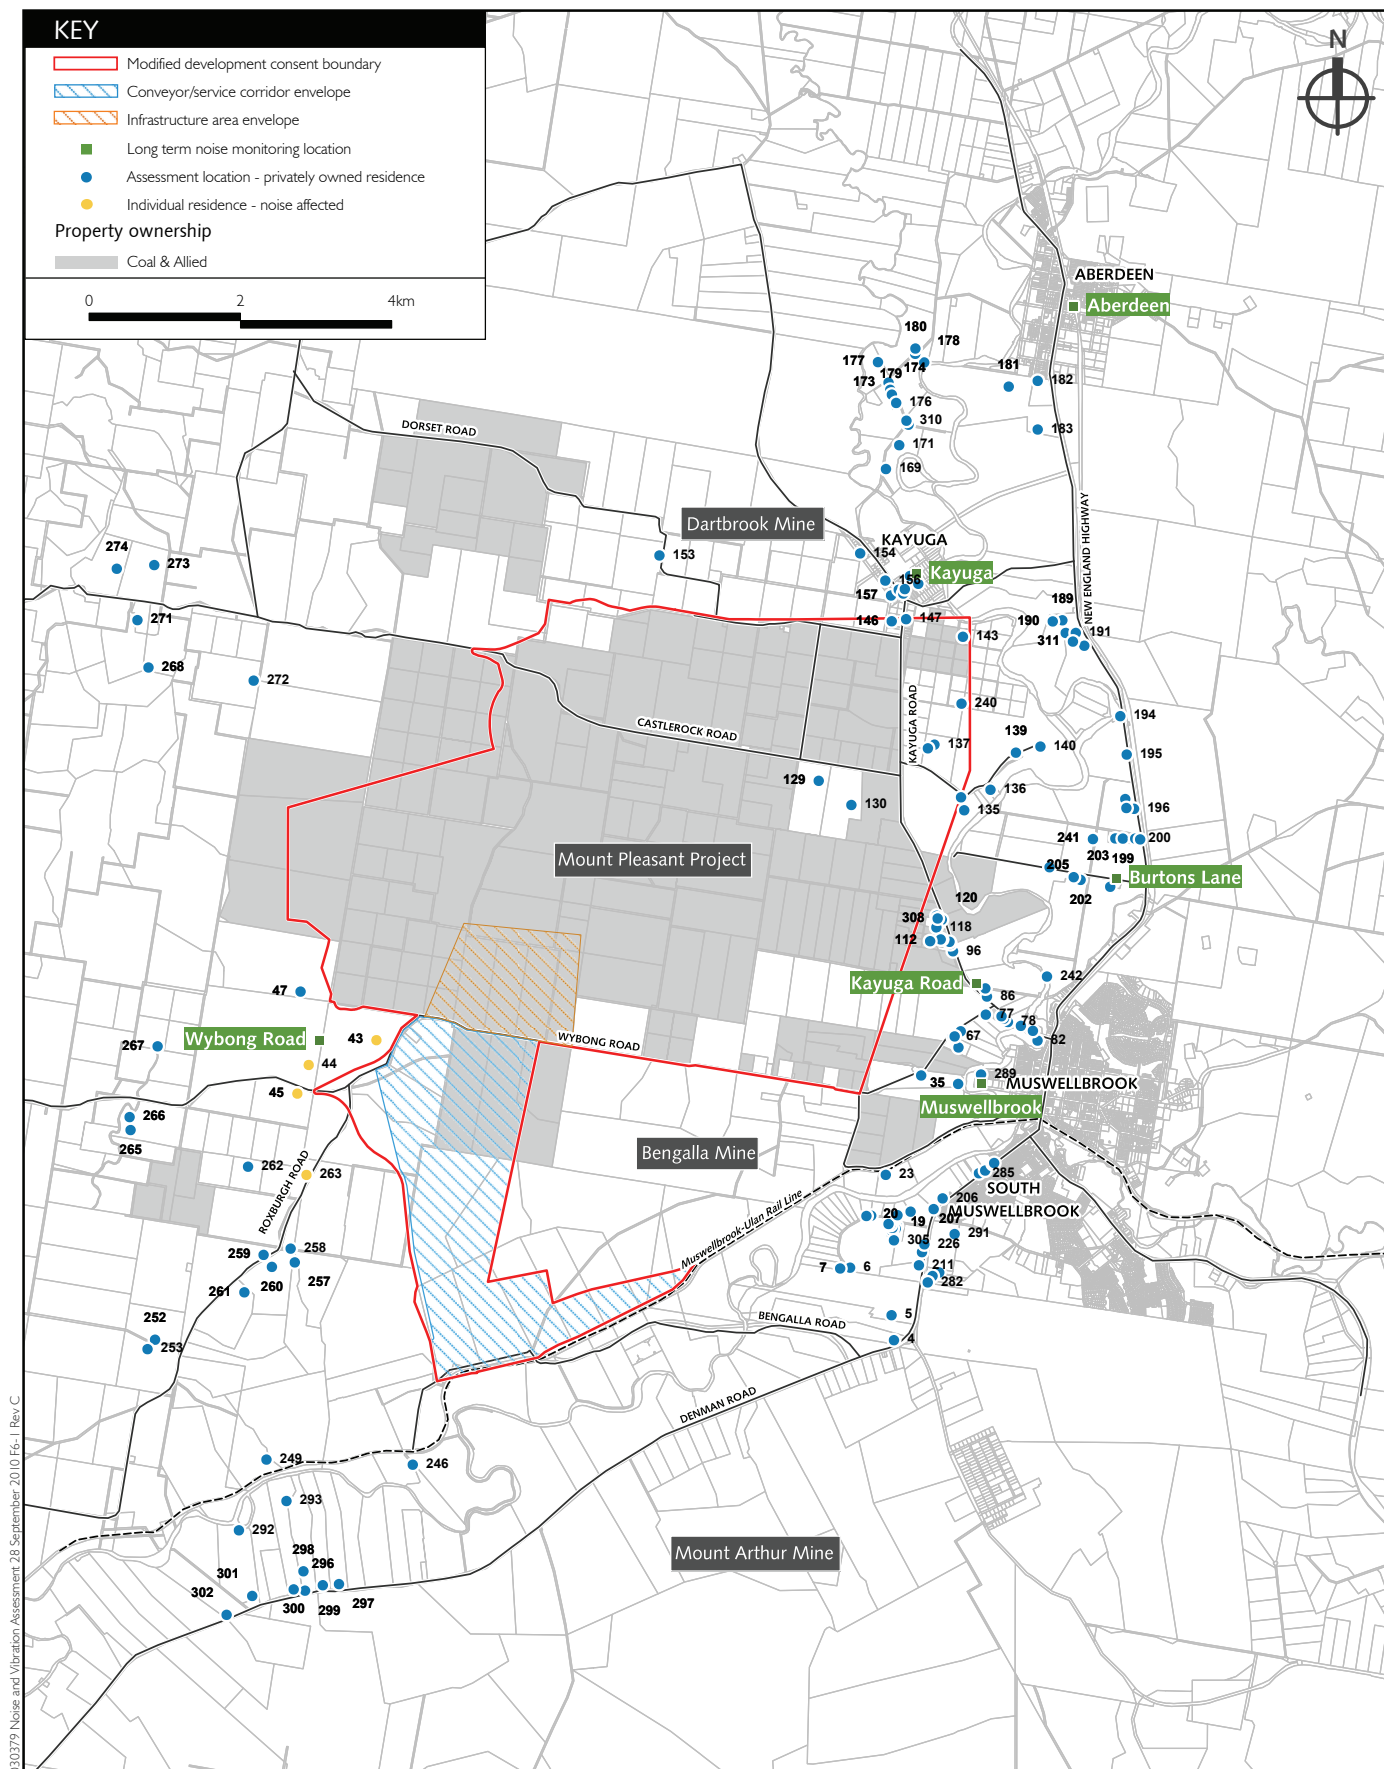 KEY
Modified development consent boundary
Conveyor/service corridor envelope
Infrastructure area envelope
Long term noise monitoring location
Assessment location - privately owned residence
Individual residence - noise affected
Property ownership
Coal & Allied
0 2 4km
N
ABERDEEN
Aberdeen
180
178
177
174
179
173
181
182
176
310
183
171
169
DORSET ROAD
NEW ENGLAND HIGHWAY
Dartbrook Mine
KAYUGA
274
273
153
154
Kayuga
156
157
189
271
146
147
190
191
143
311
268
272
240
194
KAYUGA ROAD
CASTLEROCK ROAD
137
139
140
195
129
130
136
135
196
241
200
203
199
Mount Pleasant Project
205
Burtons Lane
202
120
308
118
112
96
242
47
Kayuga Road
86
77
78
267
Wybong Road
43
WYBONG ROAD
67
82
44
289
35
MUSWELLBROOK
45
Muswellbrook
266
265
Bengalla Mine
262
263
23
285
SOUTH
MUSWELLBROOK
ROXBURGH ROAD
Muswellbrook-Ulan Rail Line
206
20
19
207
291
305
226
259
258
7
6
211
260
257
282
261
252
253
5
BENGALLA ROAD
4
DENMAN ROAD
249
246
293
292
298
296
301
302
300
299
297
Mount Arthur Mine
030379 Noise and Vibration Assessment 28 September 2010 F6-1 Rev C